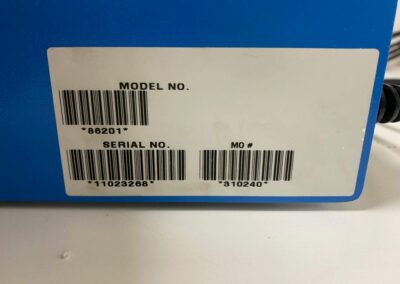 MODEL NO.
*86201*
SERIAL NO. MO #
*11023268* *310240*